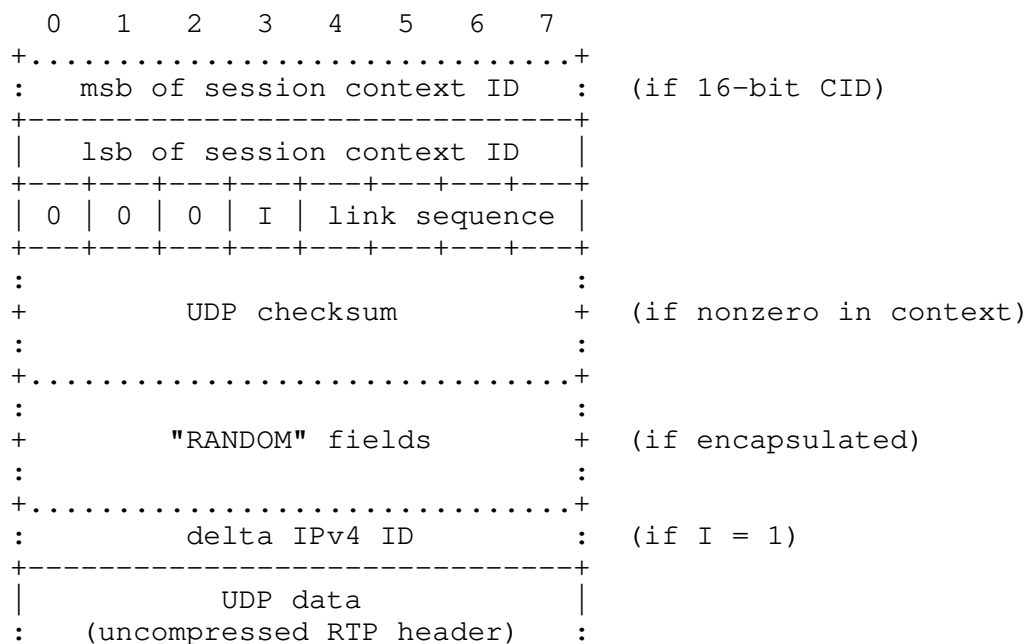 0   1   2   3   4   5   6   7
+...............................+
:   msb of session context ID   :  (if 16-bit CID)
+-------------------------------+
|   lsb of session context ID   |
+---+---+---+---+---+---+---+---+
| 0 | 0 | 0 | I | link sequence |
+---+---+---+---+---+---+---+---+
:                               :
+         UDP checksum          +  (if nonzero in context)
:                               :
+...............................+
:                               :
+        "RANDOM" fields        +  (if encapsulated)
:                               :
+...............................+
:         delta IPv4 ID         :  (if I = 1)
+-------------------------------+
|           UDP data            |
:   (uncompressed RTP header)   :